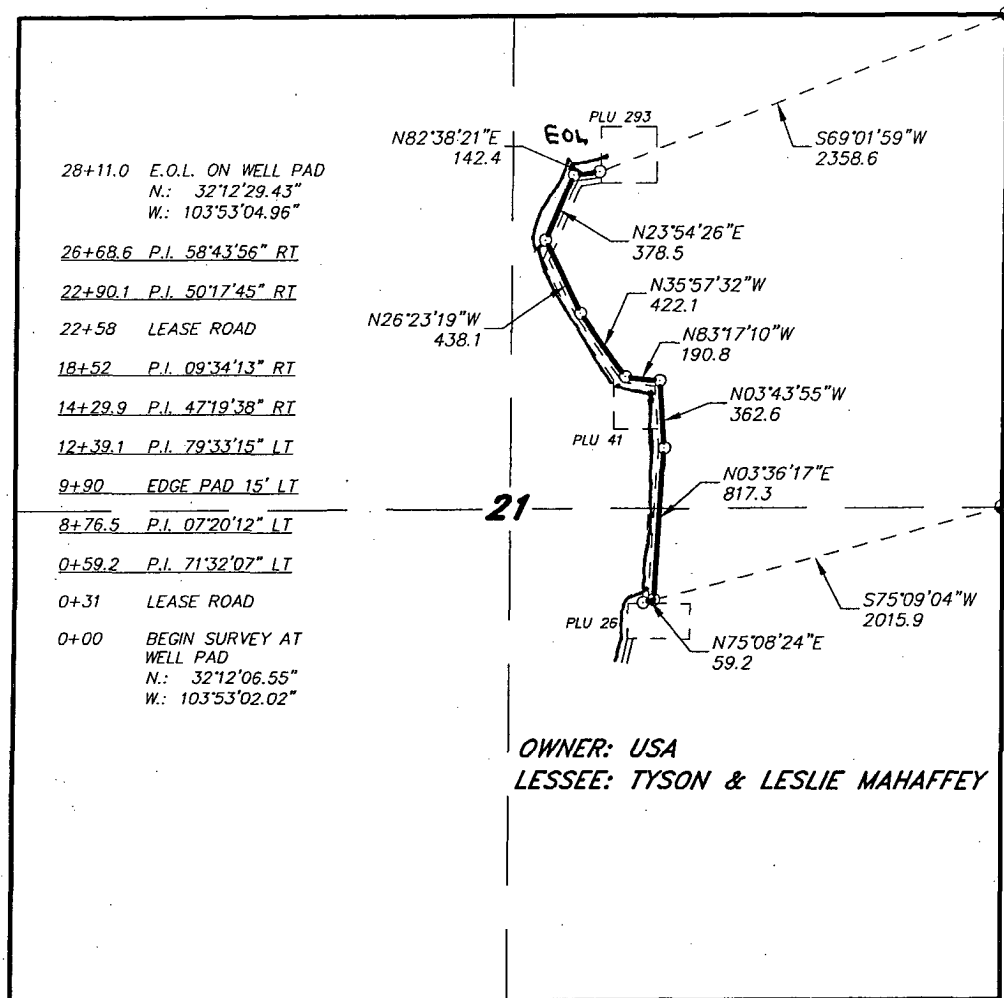 28+11.0 E.O.L. ON WELL PAD
N.: 32°12'29.43"
W.: 103°53'04.96"
26+68.6 P.I. 58°43'56" RT
22+90.1 P.I. 50°17'45" RT
22+58 LEASE ROAD
18+52 P.I. 09°34'13" RT
14+29.9 P.I. 47°19'38" RT
12+39.1 P.I. 79°33'15" LT
9+90 EDGE PAD 15' LT
8+76.5 P.I. 07°20'12" LT
0+59.2 P.I. 71°32'07" LT
0+31 LEASE ROAD
0+00 BEGIN SURVEY AT
WELL PAD
N.: 32°12'06.55"
W.: 103°53'02.02"
PLU 293
EOL
N82°38'21"E
142.4
S69°01'59"W
2358.6
N23°54'26"E
378.5
N35°57'32"W
422.1
N26°23'19"W
438.1
N83°17'10"W
190.8
N03°43'55"W
362.6
PLU 41
N03°36'17"E
817.3
21
S75°09'04"W
2015.9
PLU 26
N75°08'24"E
59.2
OWNER: USA
LESSEE: TYSON & LESLIE MAHAFFEY